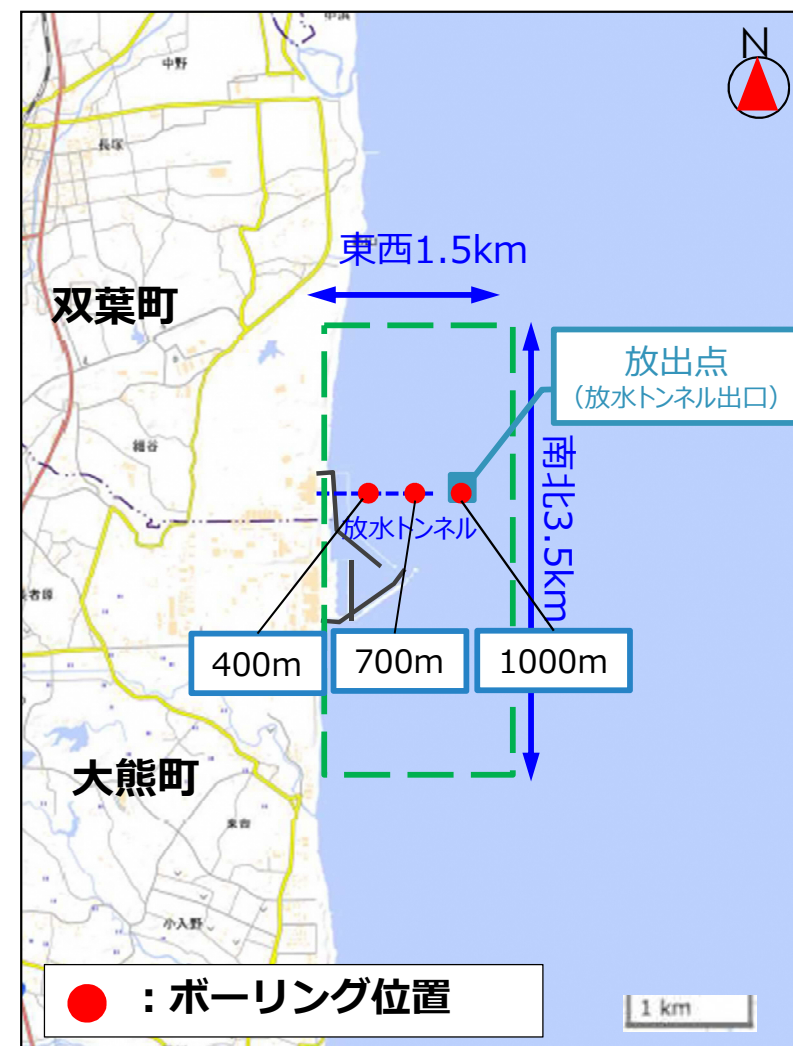 中野
N
長塚
東西1.5km
双葉町
放出点
（放水トンネル出口）
細谷
南北3.5km
放水トンネル
400m
700m
1000m
大熊町
小入野
：ボーリング位置
1 km